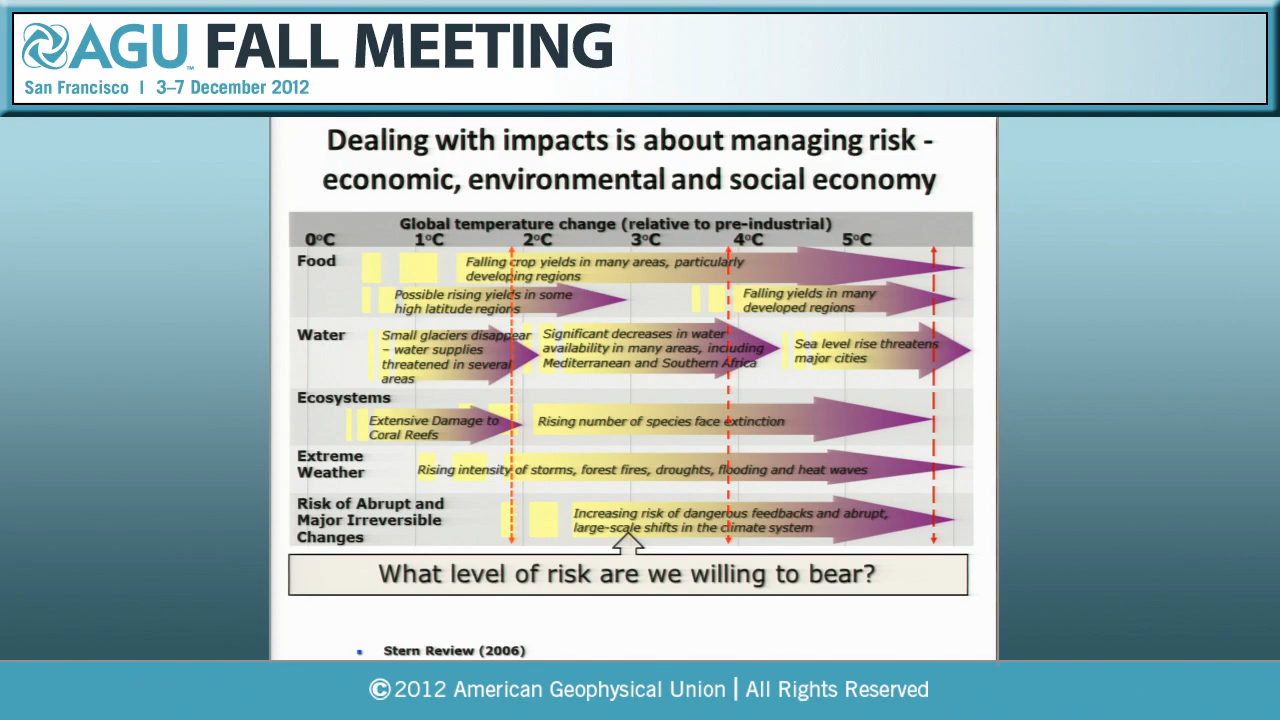 AGU™ FALL MEETING
San Francisco | 3–7 December 2012
Dealing with impacts is about managing risk -
economic, environmental and social economy
Global temperature change (relative to pre-industrial)
0°C 1°C 2°C 3°C 4°C 5°C
Food
Falling crop yields in many areas, particularly
developing regions
Possible rising yields in some
high latitude regions
Falling yields in many
developed regions
Water
Small glaciers disappear
– water supplies
threatened in several
areas
Significant decreases in water
availability in many areas, including
Mediterranean and Southern Africa
Sea level rise threatens
major cities
Ecosystems
Extensive Damage to
Coral Reefs
Rising number of species face extinction
Extreme
Weather
Rising intensity of storms, forest fires, droughts, flooding and heat waves
Risk of Abrupt and
Major Irreversible
Changes
Increasing risk of dangerous feedbacks and abrupt,
large-scale shifts in the climate system
What level of risk are we willing to bear?
▪ Stern Review (2006)
©2012 American Geophysical Union | All Rights Reserved